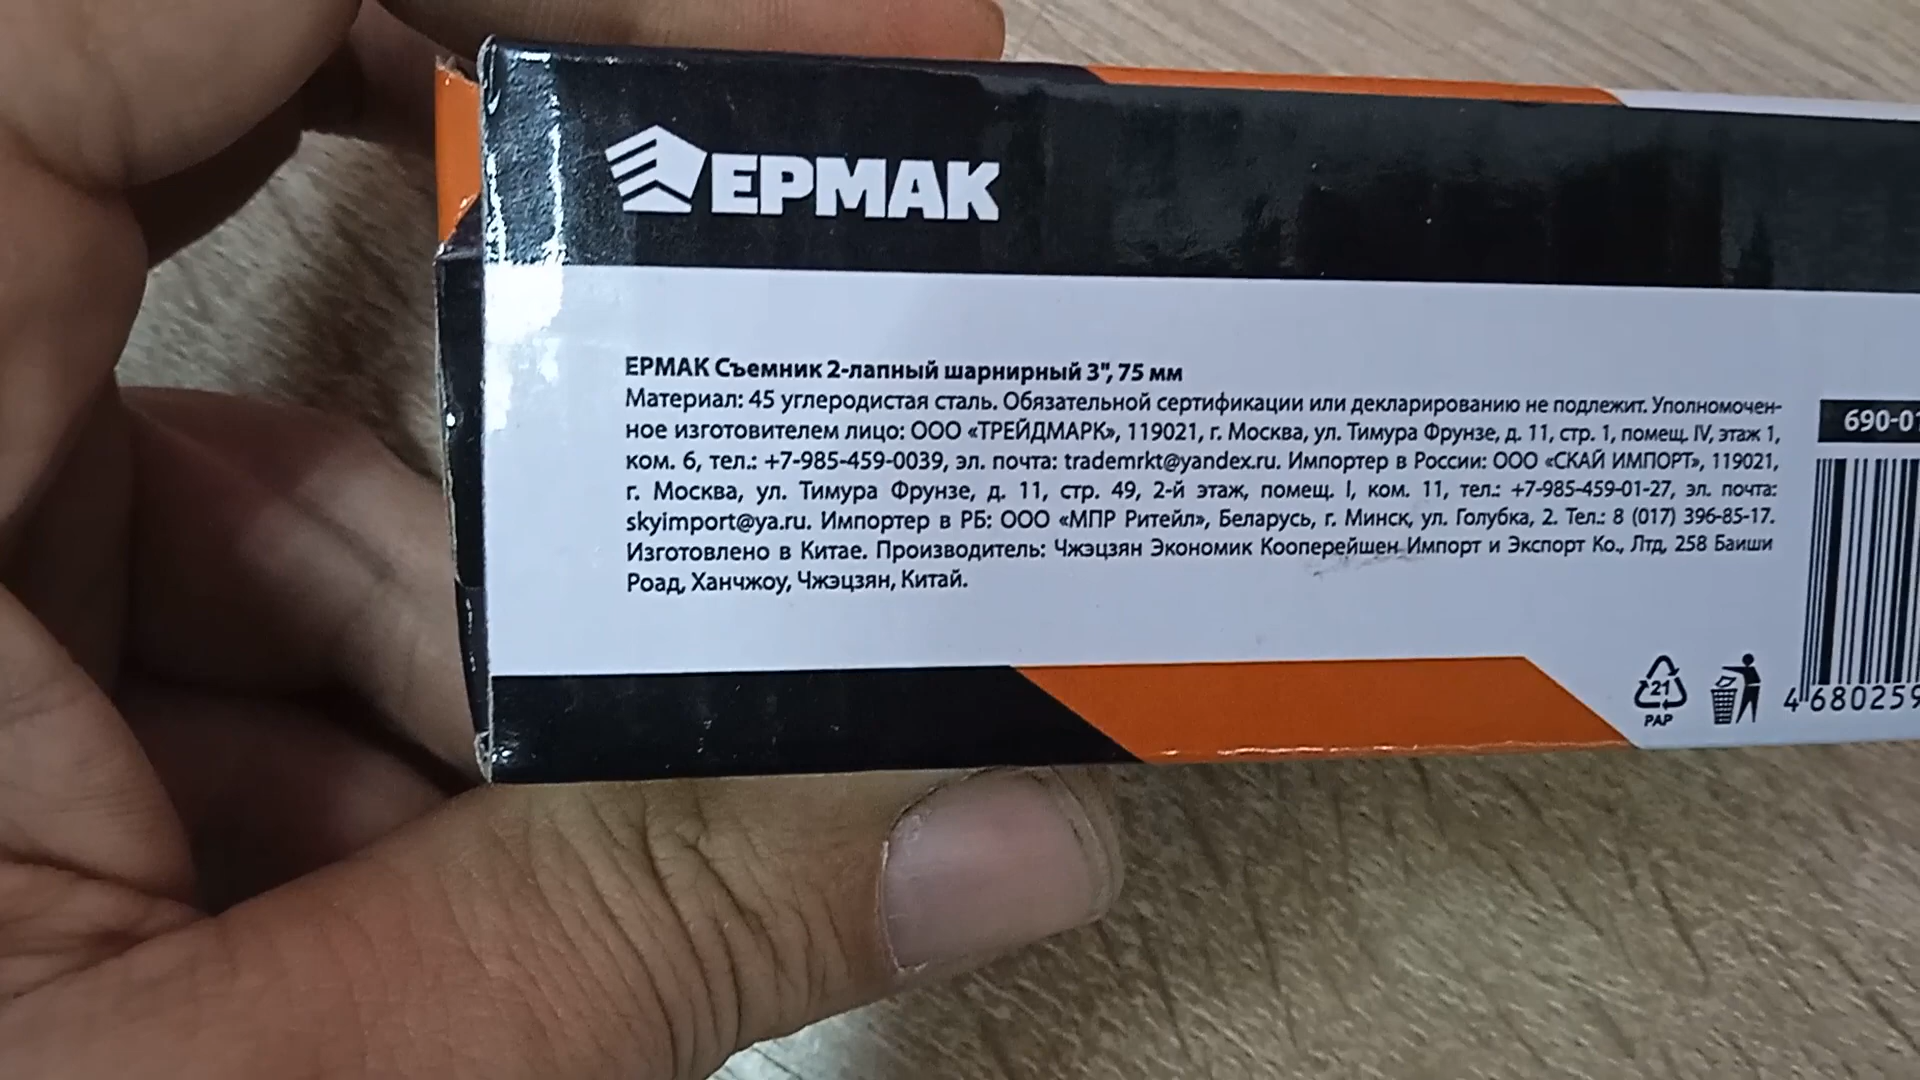 ЕРМАК
ЕРМАК Съемник 2-лапный шарнирный 3", 75 мм
Материал: 45 углеродистая сталь. Обязательной сертификации или декларированию не подлежит. Уполномочен-
ное изготовителем лицо: ООО «ТРЕЙДМАРК», 119021, г. Москва, ул. Тимура Фрунзе, д. 11, стр. 1, помещ. IV, этаж 1,
ком. 6, тел.: +7-985-459-0039, эл. почта: trademrkt@yandex.ru. Импортер в России: ООО «СКАЙ ИМПОРТ», 119021,
г. Москва, ул. Тимура Фрунзе, д. 11, стр. 49, 2-й этаж, помещ. I, ком. 11, тел.: +7-985-459-01-27, эл. почта:
skyimport@ya.ru. Импортер в РБ: ООО «МПР Ритейл», Беларусь, г. Минск, ул. Голубка, 2. Тел.: 8 (017) 396-85-17.
Изготовлено в Китае. Производитель: Чжэцзян Экономик Кооперейшен Импорт и Экспорт Ко., Лтд, 258 Баиши
Роад, Ханчжоу, Чжэцзян, Китай.
690-01
21
PAP
4 680259